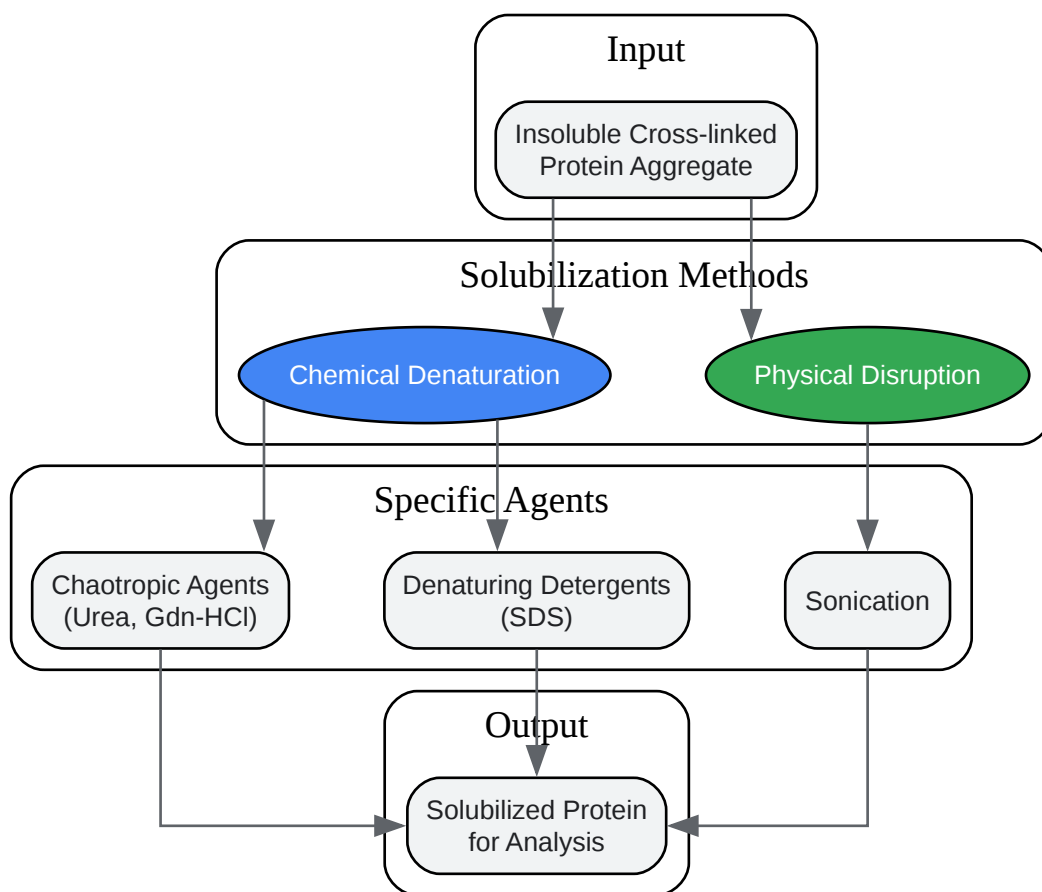 Input
Insoluble Cross-linked
Protein Aggregate
Solubilization Methods
Chemical Denaturation
Physical Disruption
Specific Agents
Chaotropic Agents
(Urea, Gdn-HCl)
Denaturing Detergents
(SDS)
Sonication
Output
Solubilized Protein
for Analysis